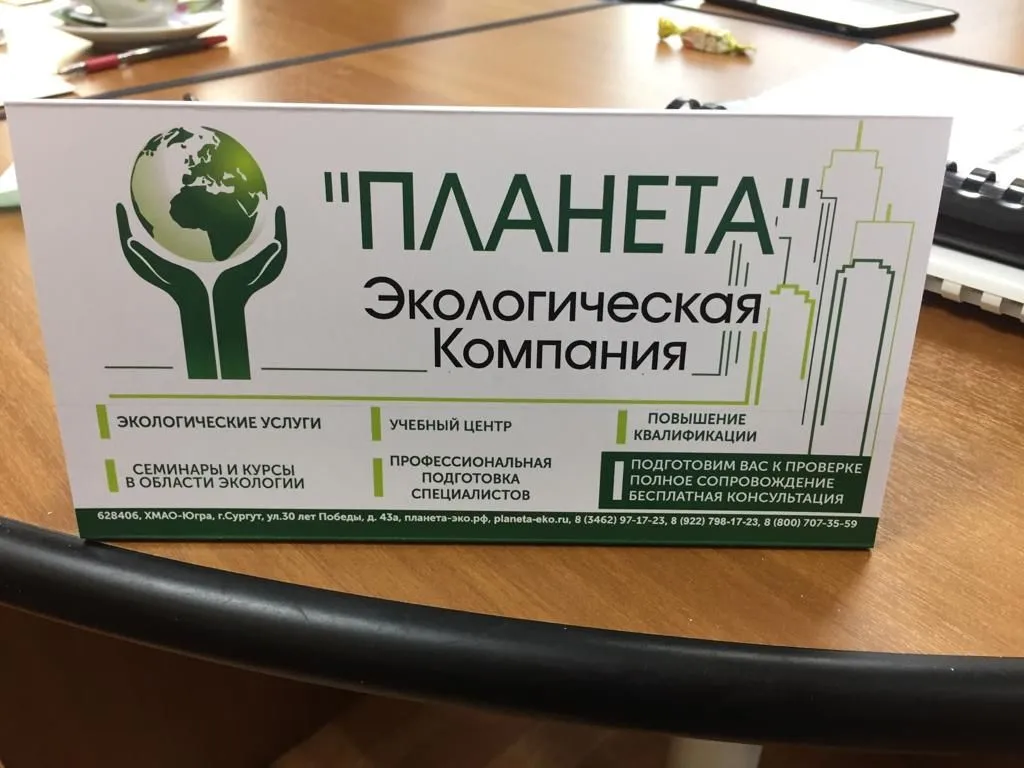 "ПЛАНЕТА"
Экологическая
Компания
ЭКОЛОГИЧЕСКИЕ УСЛУГИ
УЧЕБНЫЙ ЦЕНТР
ПОВЫШЕНИЕ
КВАЛИФИКАЦИИ
СЕМИНАРЫ И КУРСЫ
В ОБЛАСТИ ЭКОЛОГИИ
ПРОФЕССИОНАЛЬНАЯ
ПОДГОТОВКА
СПЕЦИАЛИСТОВ
ПОДГОТОВИМ ВАС К ПРОВЕРКЕ
ПОЛНОЕ СОПРОВОЖДЕНИЕ
БЕСПЛАТНАЯ КОНСУЛЬТАЦИЯ
628406, ХМАО-Югра, г.Сургут, ул.30 лет Победы, д. 43а, планета-эко.рф, planeta-eko.ru, 8 (3462) 97-17-23, 8 (922) 798-17-23, 8 (800) 707-35-59